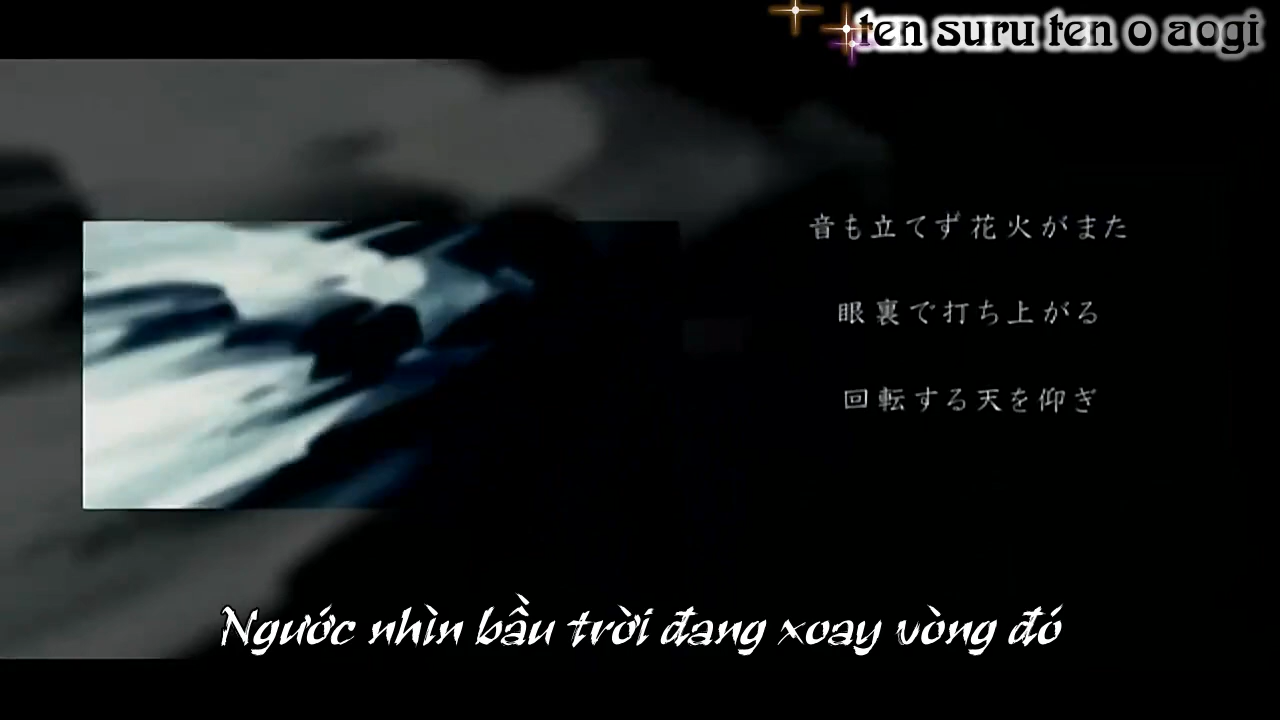 ten suru ten o aogi
音も立てず花火がまた
眼裏で打ち上がる
回転する天を仰ぎ
Ngước nhìn bầu trời đang xoay vòng đó